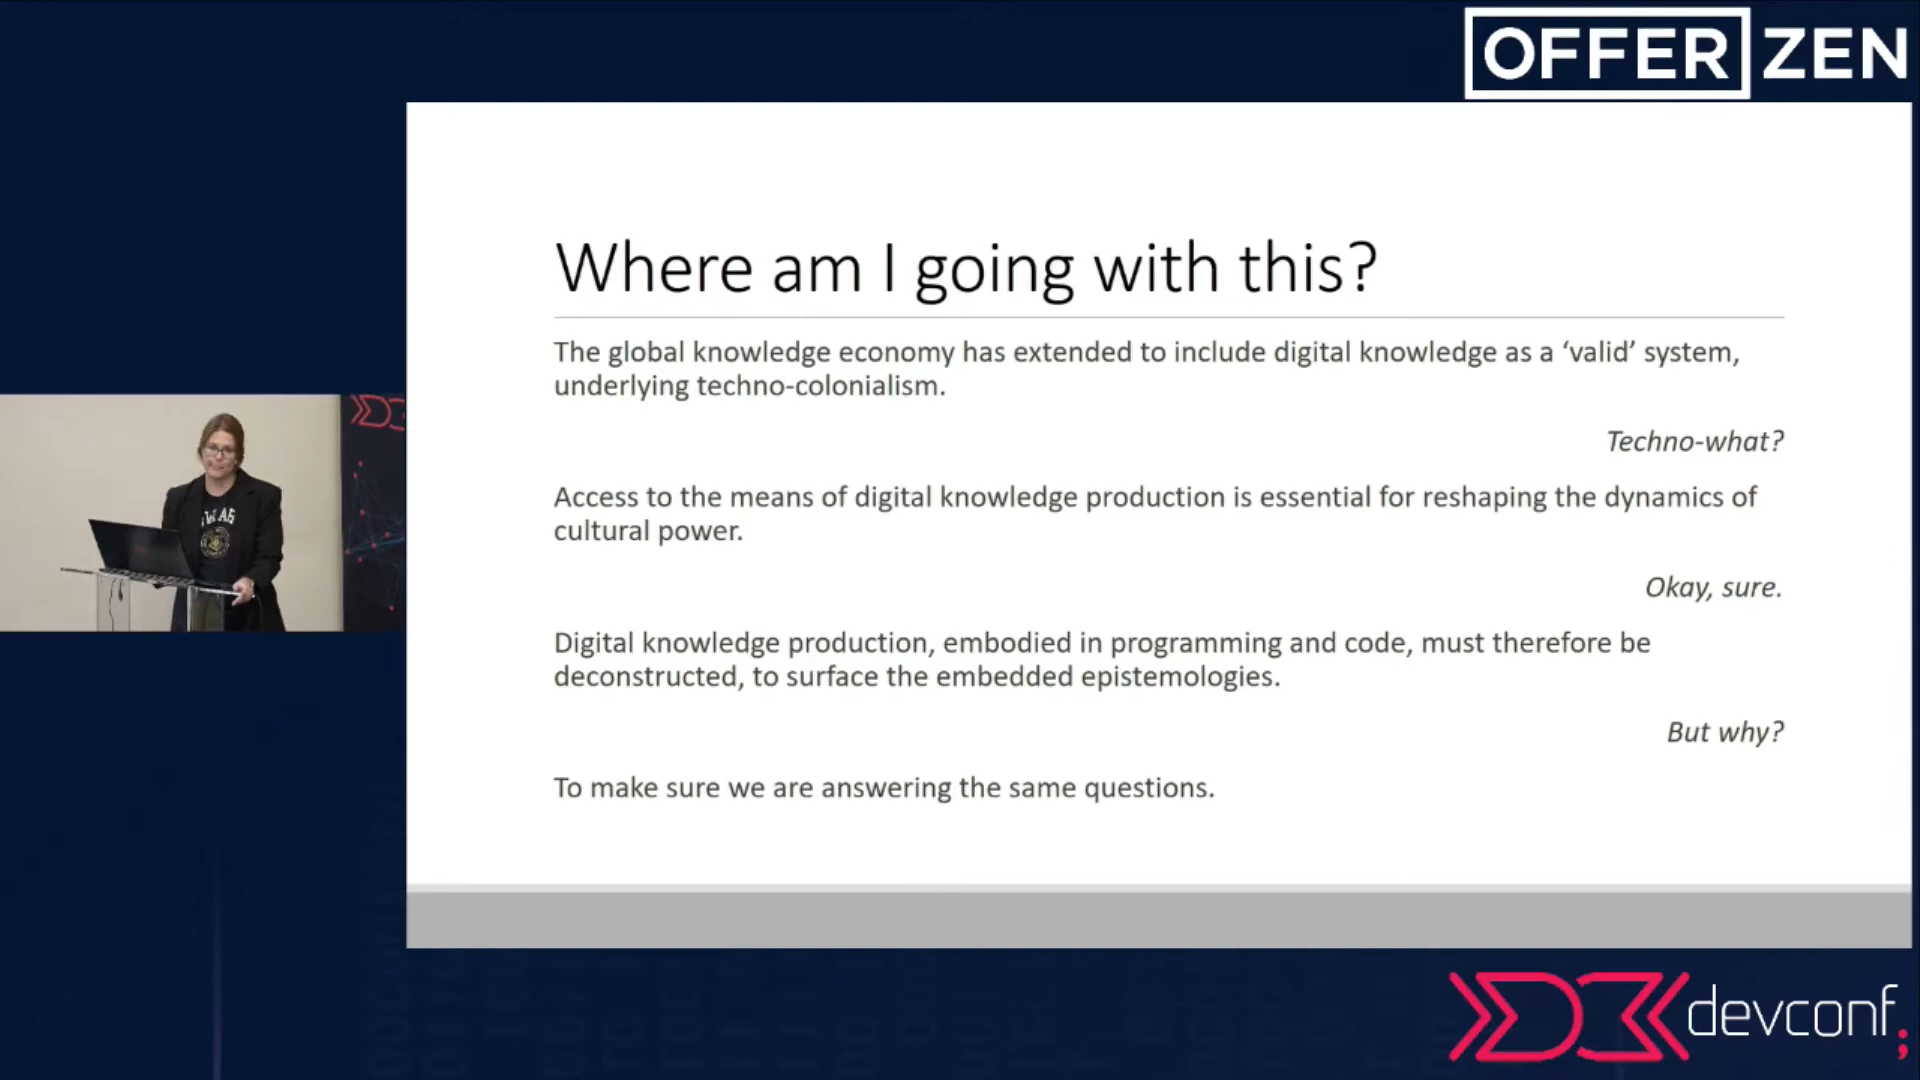 OFFERZEN
Where am I going with this?
The global knowledge economy has extended to include digital knowledge as a ‘valid’ system,
underlying techno-colonialism.
Techno-what?
Access to the means of digital knowledge production is essential for reshaping the dynamics of
cultural power.
Okay, sure.
Digital knowledge production, embodied in programming and code, must therefore be
deconstructed, to surface the embedded epistemologies.
But why?
To make sure we are answering the same questions.
devconf;